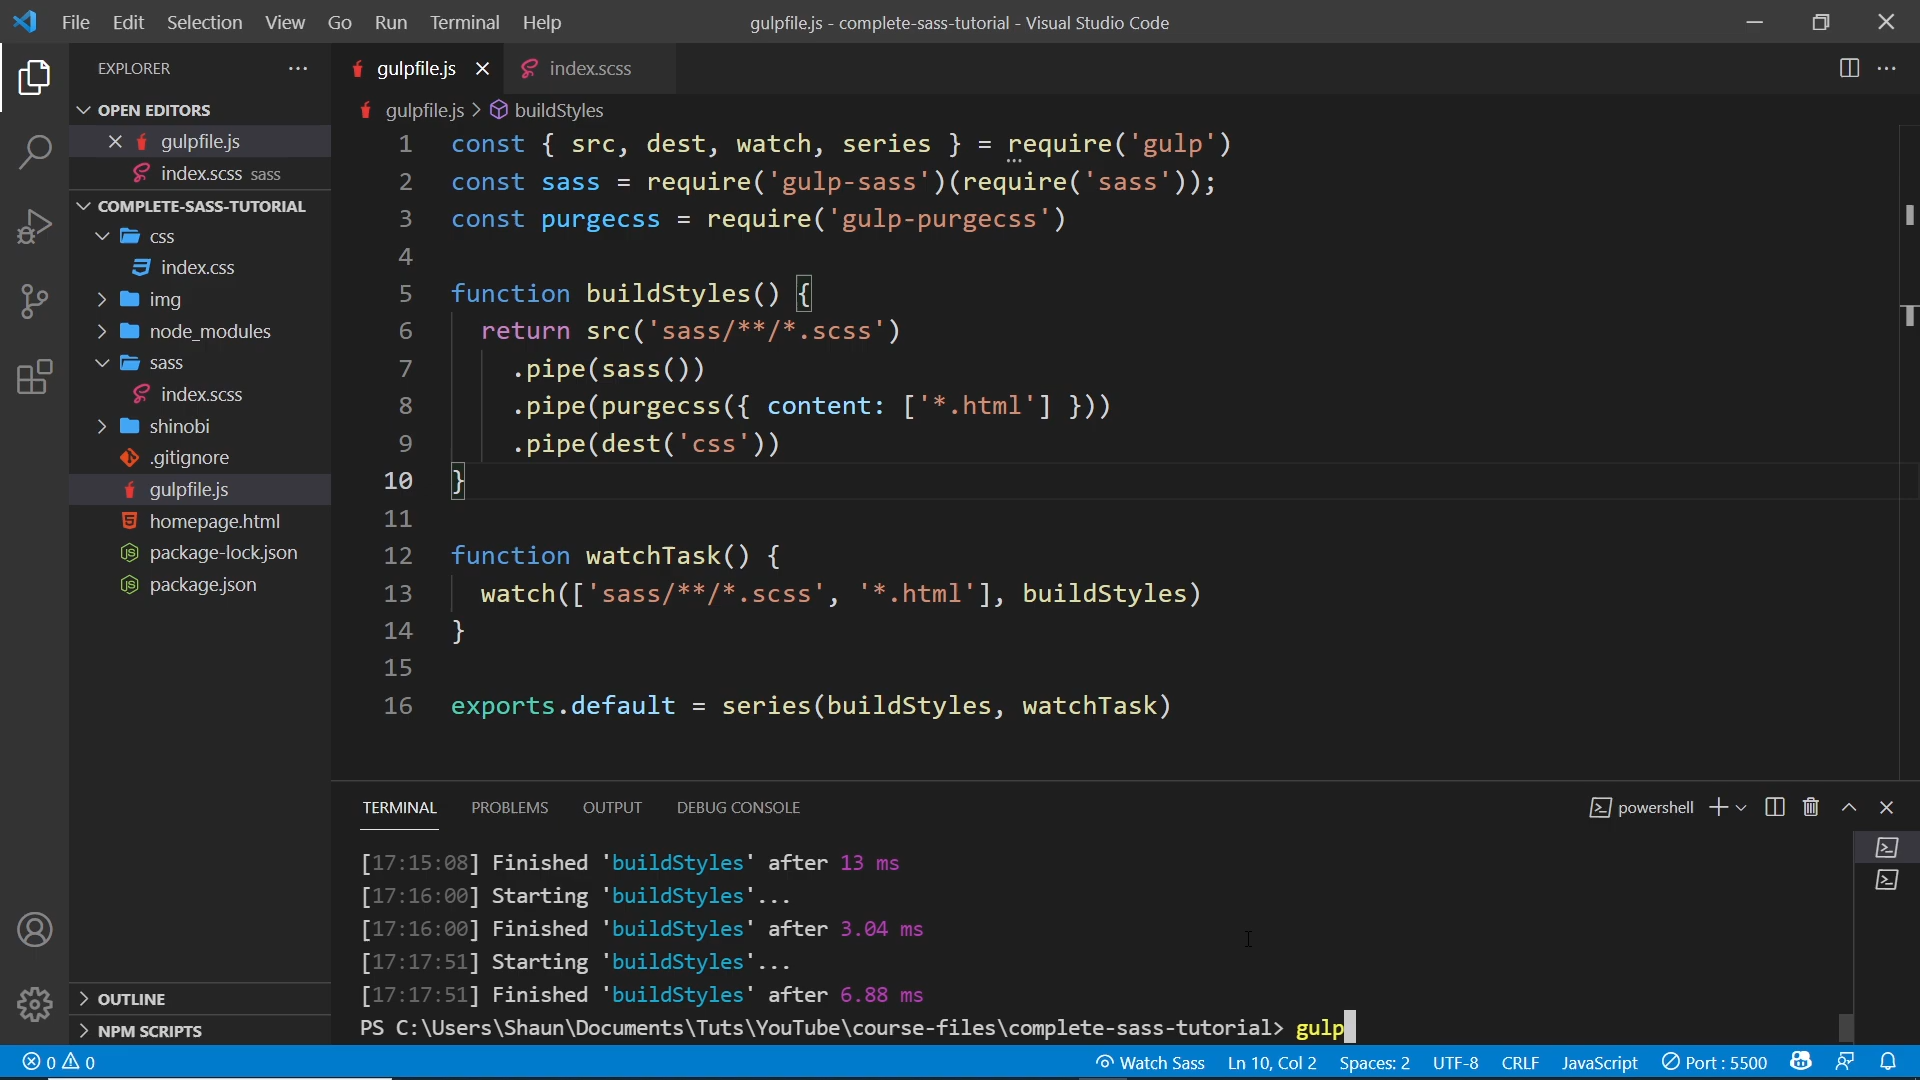 File Edit Selection View Go Run Terminal Help
gulpfile.js - complete-sass-tutorial - Visual Studio Code
EXPLORER
gulpfile.js
index.scss
OPEN EDITORS
gulpfile.js
index.scss sass
COMPLETE-SASS-TUTORIAL
css
index.css
img
node_modules
sass
index.scss
shinobi
.gitignore
gulpfile.js
homepage.html
package-lock.json
package.json
OUTLINE
NPM SCRIPTS
gulpfile.js > buildStyles
1 const { src, dest, watch, series } = require('gulp')
2 const sass = require('gulp-sass')(require('sass'));
3 const purgecss = require('gulp-purgecss')
4
5 function buildStyles() {
6 return src('sass/**/*.scss')
7 .pipe(sass())
8 .pipe(purgecss({ content: ['*.html'] }))
9 .pipe(dest('css'))
10 }
11
12 function watchTask() {
13 watch(['sass/**/*.scss', '*.html'], buildStyles)
14 }
15
16 exports.default = series(buildStyles, watchTask)
TERMINAL PROBLEMS OUTPUT DEBUG CONSOLE
powershell
[17:15:08] Finished 'buildStyles' after 13 ms
[17:16:00] Starting 'buildStyles'...
[17:16:00] Finished 'buildStyles' after 3.04 ms
[17:17:51] Starting 'buildStyles'...
[17:17:51] Finished 'buildStyles' after 6.88 ms
PS C:\Users\Shaun\Documents\Tuts\YouTube\course-files\complete-sass-tutorial> gulp
0 0
Watch Sass Ln 10, Col 2 Spaces: 2 UTF-8 CRLF JavaScript Port : 5500